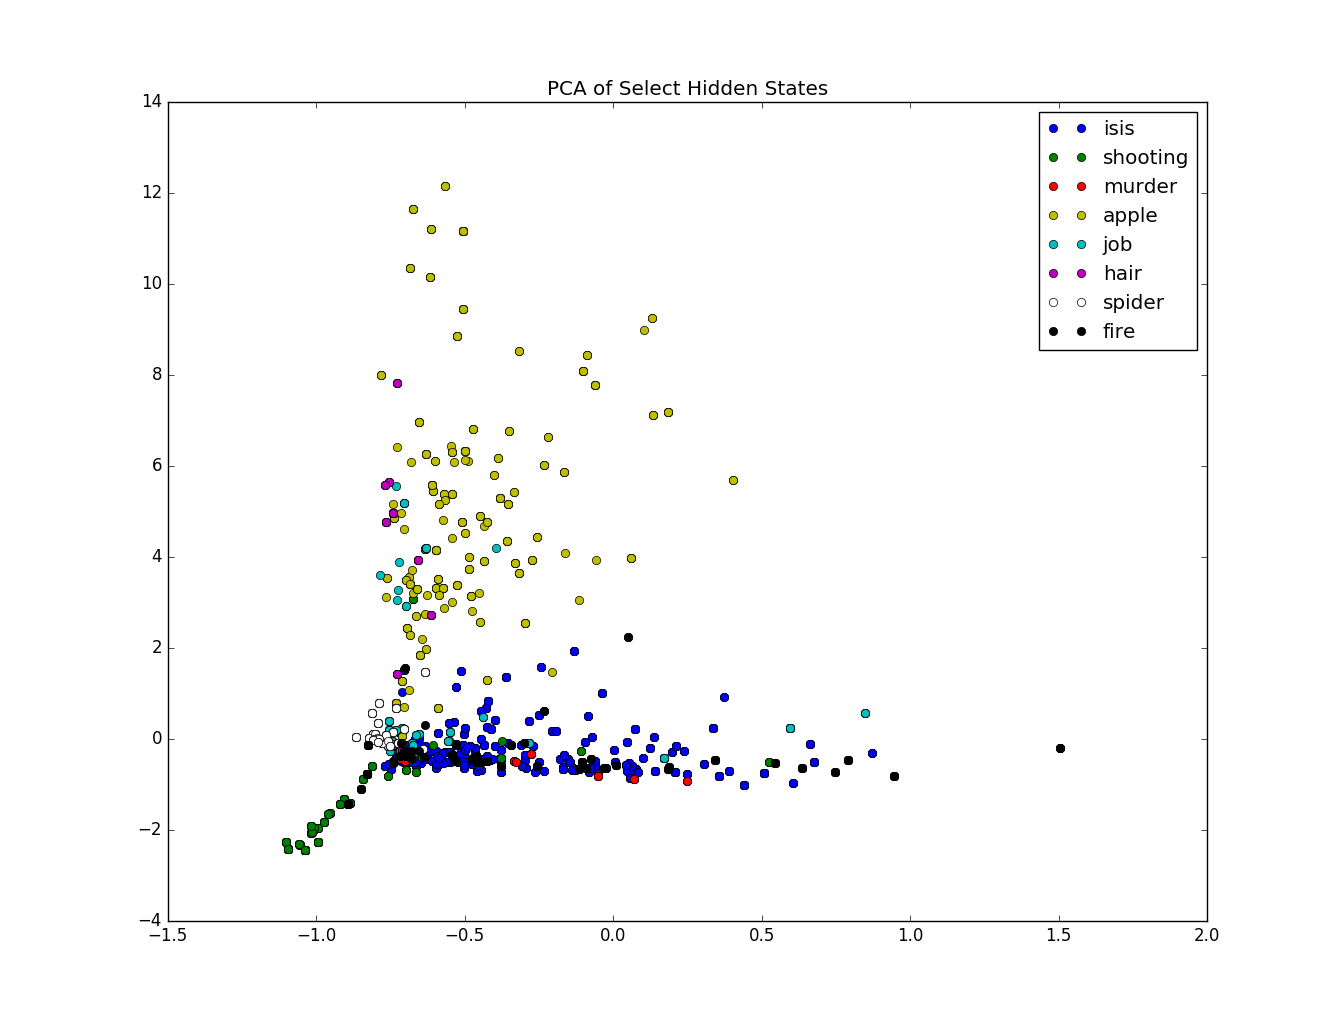 PCA of Select Hidden States
14
12
10
8
6
4
2
0
−2
−4
−1.5 −1.0 −0.5 0.0 0.5 1.0 1.5 2.0
isis
shooting
murder
apple
job
hair
spider
fire